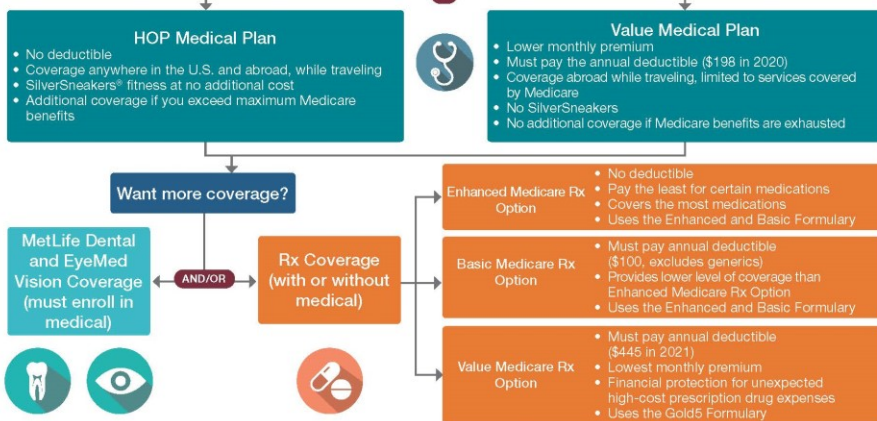 HOP Medical Plan
• No deductible
• Coverage anywhere in the U.S. and abroad, while traveling
• SilverSneakers® fitness at no additional cost
• Additional coverage if you exceed maximum Medicare
benefits
Value Medical Plan
• Lower monthly premium
• Must pay the annual deductible ($198 in 2020)
• Coverage abroad while traveling, limited to services covered
by Medicare
• No SilverSneakers
• No additional coverage if Medicare benefits are exhausted
Want more coverage?
MetLife Dental
and EyeMed
Vision Coverage
(must enroll in
medical)
AND/OR
Rx Coverage
(with or without
medical)
Enhanced Medicare Rx
Option
• No deductible
• Pay the least for certain medications
• Covers the most medications
• Uses the Enhanced and Basic Formulary
Basic Medicare Rx
Option
• Must pay annual deductible
($100, excludes generics)
• Provides lower level of coverage than
Enhanced Medicare Rx Option
• Uses the Enhanced and Basic Formulary
Value Medicare Rx
Option
• Must pay annual deductible
($445 in 2021)
• Lowest monthly premium
• Financial protection for unexpected
high-cost prescription drug expenses
• Uses the Gold5 Formulary